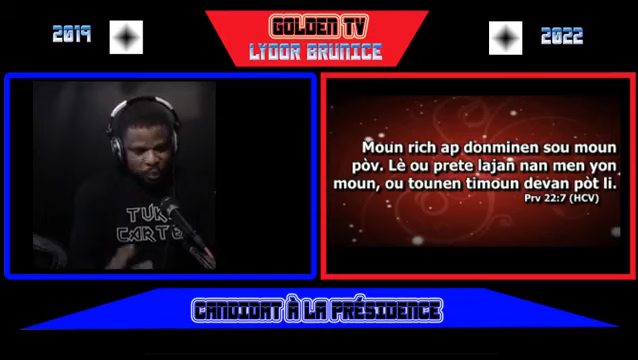 2019
GOLDEN TV
LYDOR BRUNICE
2022
Moun rich ap donminen sou moun
pòv. Lè ou prete lajan nan men yon
moun, ou tounen timoun devan pòt li.
Prv 22:7 (HCV)
CARTE
CANDIDAT À LA PRÉSIDENCE